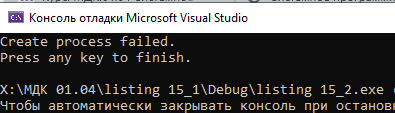 Консоль отладки Microsoft Visual Studio
Create process failed.
Press any key to finish.
X:\МДК 01.04\listing 15_1\Debug\listing 15_2.exe
Чтобы автоматически закрывать консоль при останов